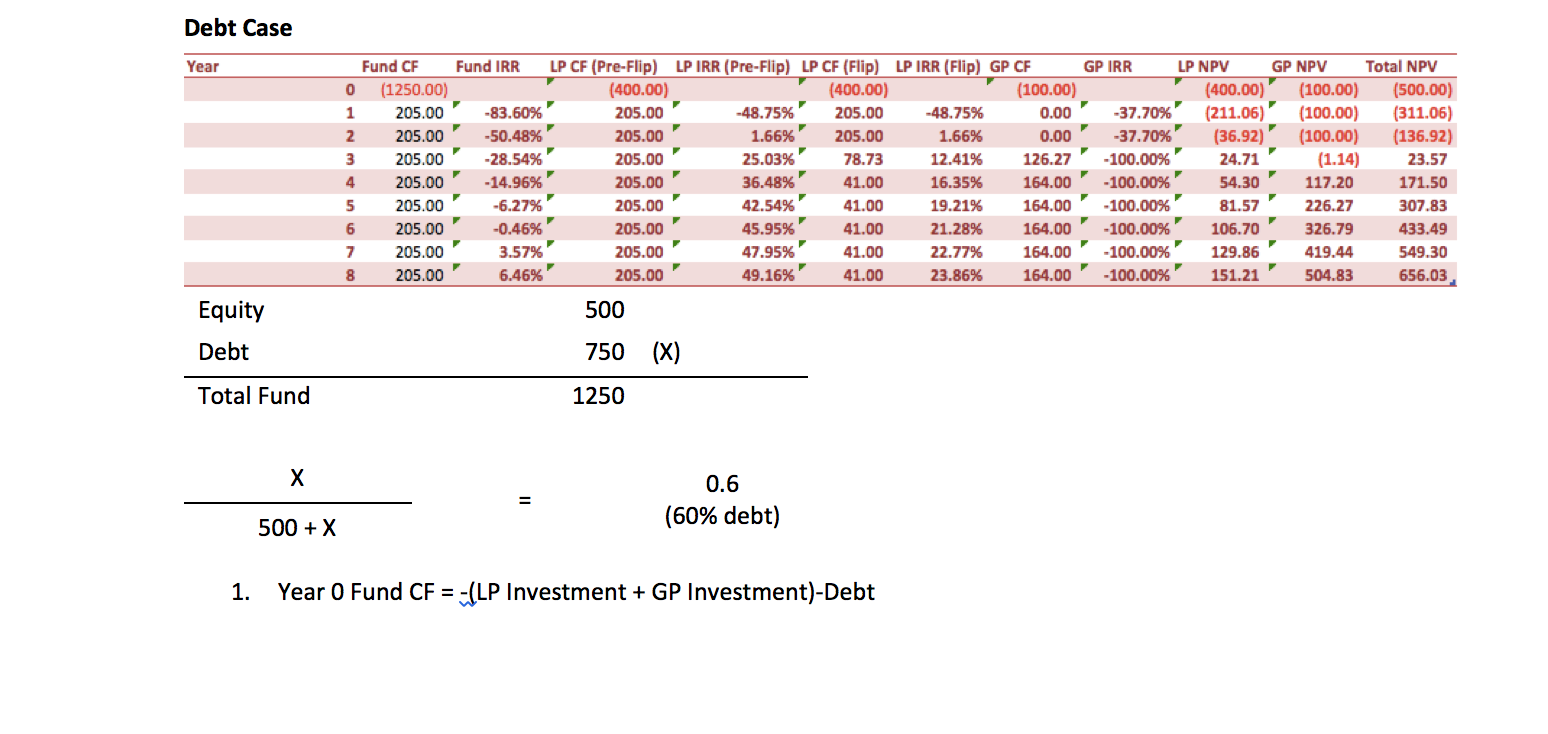 Debt Case
Year Fund CF Fund IRR LP CF (Pre-Flip) LP IRR (Pre-Flip) LP CF (Flip) LP IRR (Flip) GP CF GP IRR LP NPV GP NPV Total NPV
0 (1250.00) (400.00) (400.00) (100.00) (400.00) (100.00) (500.00)
1 205.00 -83.60% 205.00 -48.75% 205.00 -48.75% 0.00 -37.70% (211.06) (100.00) (311.06)
2 205.00 -50.48% 205.00 1.66% 205.00 1.66% 0.00 -37.70% (36.92) (100.00) (136.92)
3 205.00 -28.54% 205.00 25.03% 78.73 12.41% 126.27 -100.00% 24.71 (1.14) 23.57
4 205.00 -14.96% 205.00 36.48% 41.00 16.35% 164.00 -100.00% 54.30 117.20 171.50
5 205.00 -6.27% 205.00 42.54% 41.00 19.21% 164.00 -100.00% 81.57 226.27 307.83
6 205.00 -0.46% 205.00 45.95% 41.00 21.28% 164.00 -100.00% 106.70 326.79 433.49
7 205.00 3.57% 205.00 47.95% 41.00 22.77% 164.00 -100.00% 129.86 419.44 549.30
8 205.00 6.46% 205.00 49.16% 41.00 23.86% 164.00 -100.00% 151.21 504.83 656.03
Equity 500
Debt 750 (X)
Total Fund 1250
X
500 + X
=
0.6
(60% debt)
1. Year 0 Fund CF = -(LP Investment + GP Investment)-Debt